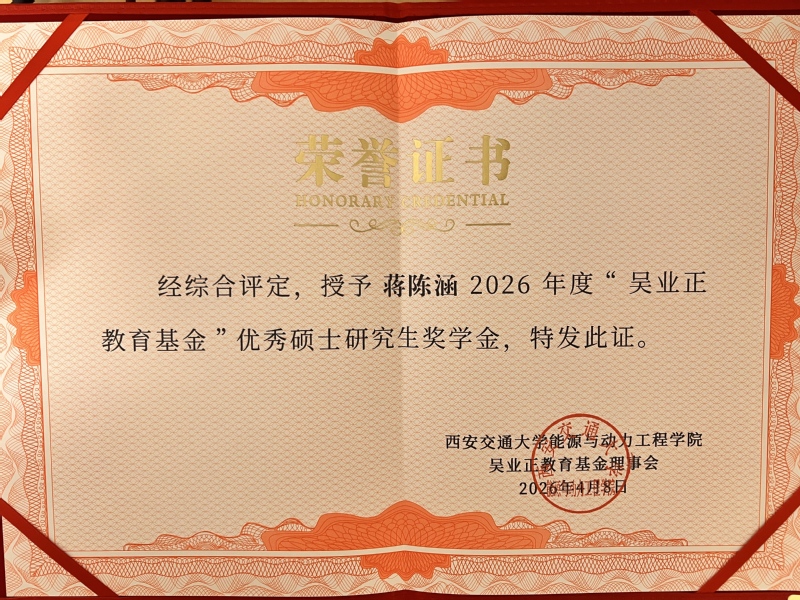 荣誉证书
HONORARY CREDENTIAL
经综合评定，授予 蒋陈涵 2026 年度“吴业正
教育基金”优秀硕士研究生奖学金，特发此证。
西安交通大学能源与动力工程学院
吴业正教育基金理事会
2026年4月8日